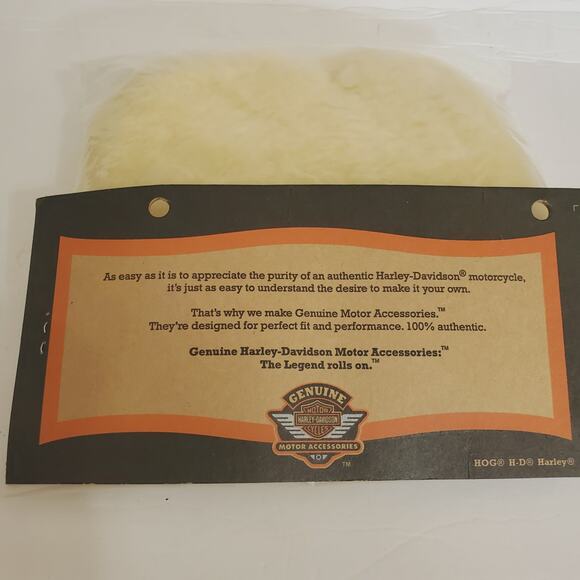 As easy as it is to appreciate the purity of an authentic Harley-Davidson® motorcycle,
it's just as easy to understand the desire to make it your own.
That's why we make Genuine Motor Accessories.™
They're designed for perfect fit and performance. 100% authentic.
Genuine Harley-Davidson Motor Accessories:™
The Legend rolls on.™
GENUINE
MOTOR
HARLEY-DAVIDSON
CYCLES
MOTOR ACCESSORIES
™
HOG® H-D® Harley®